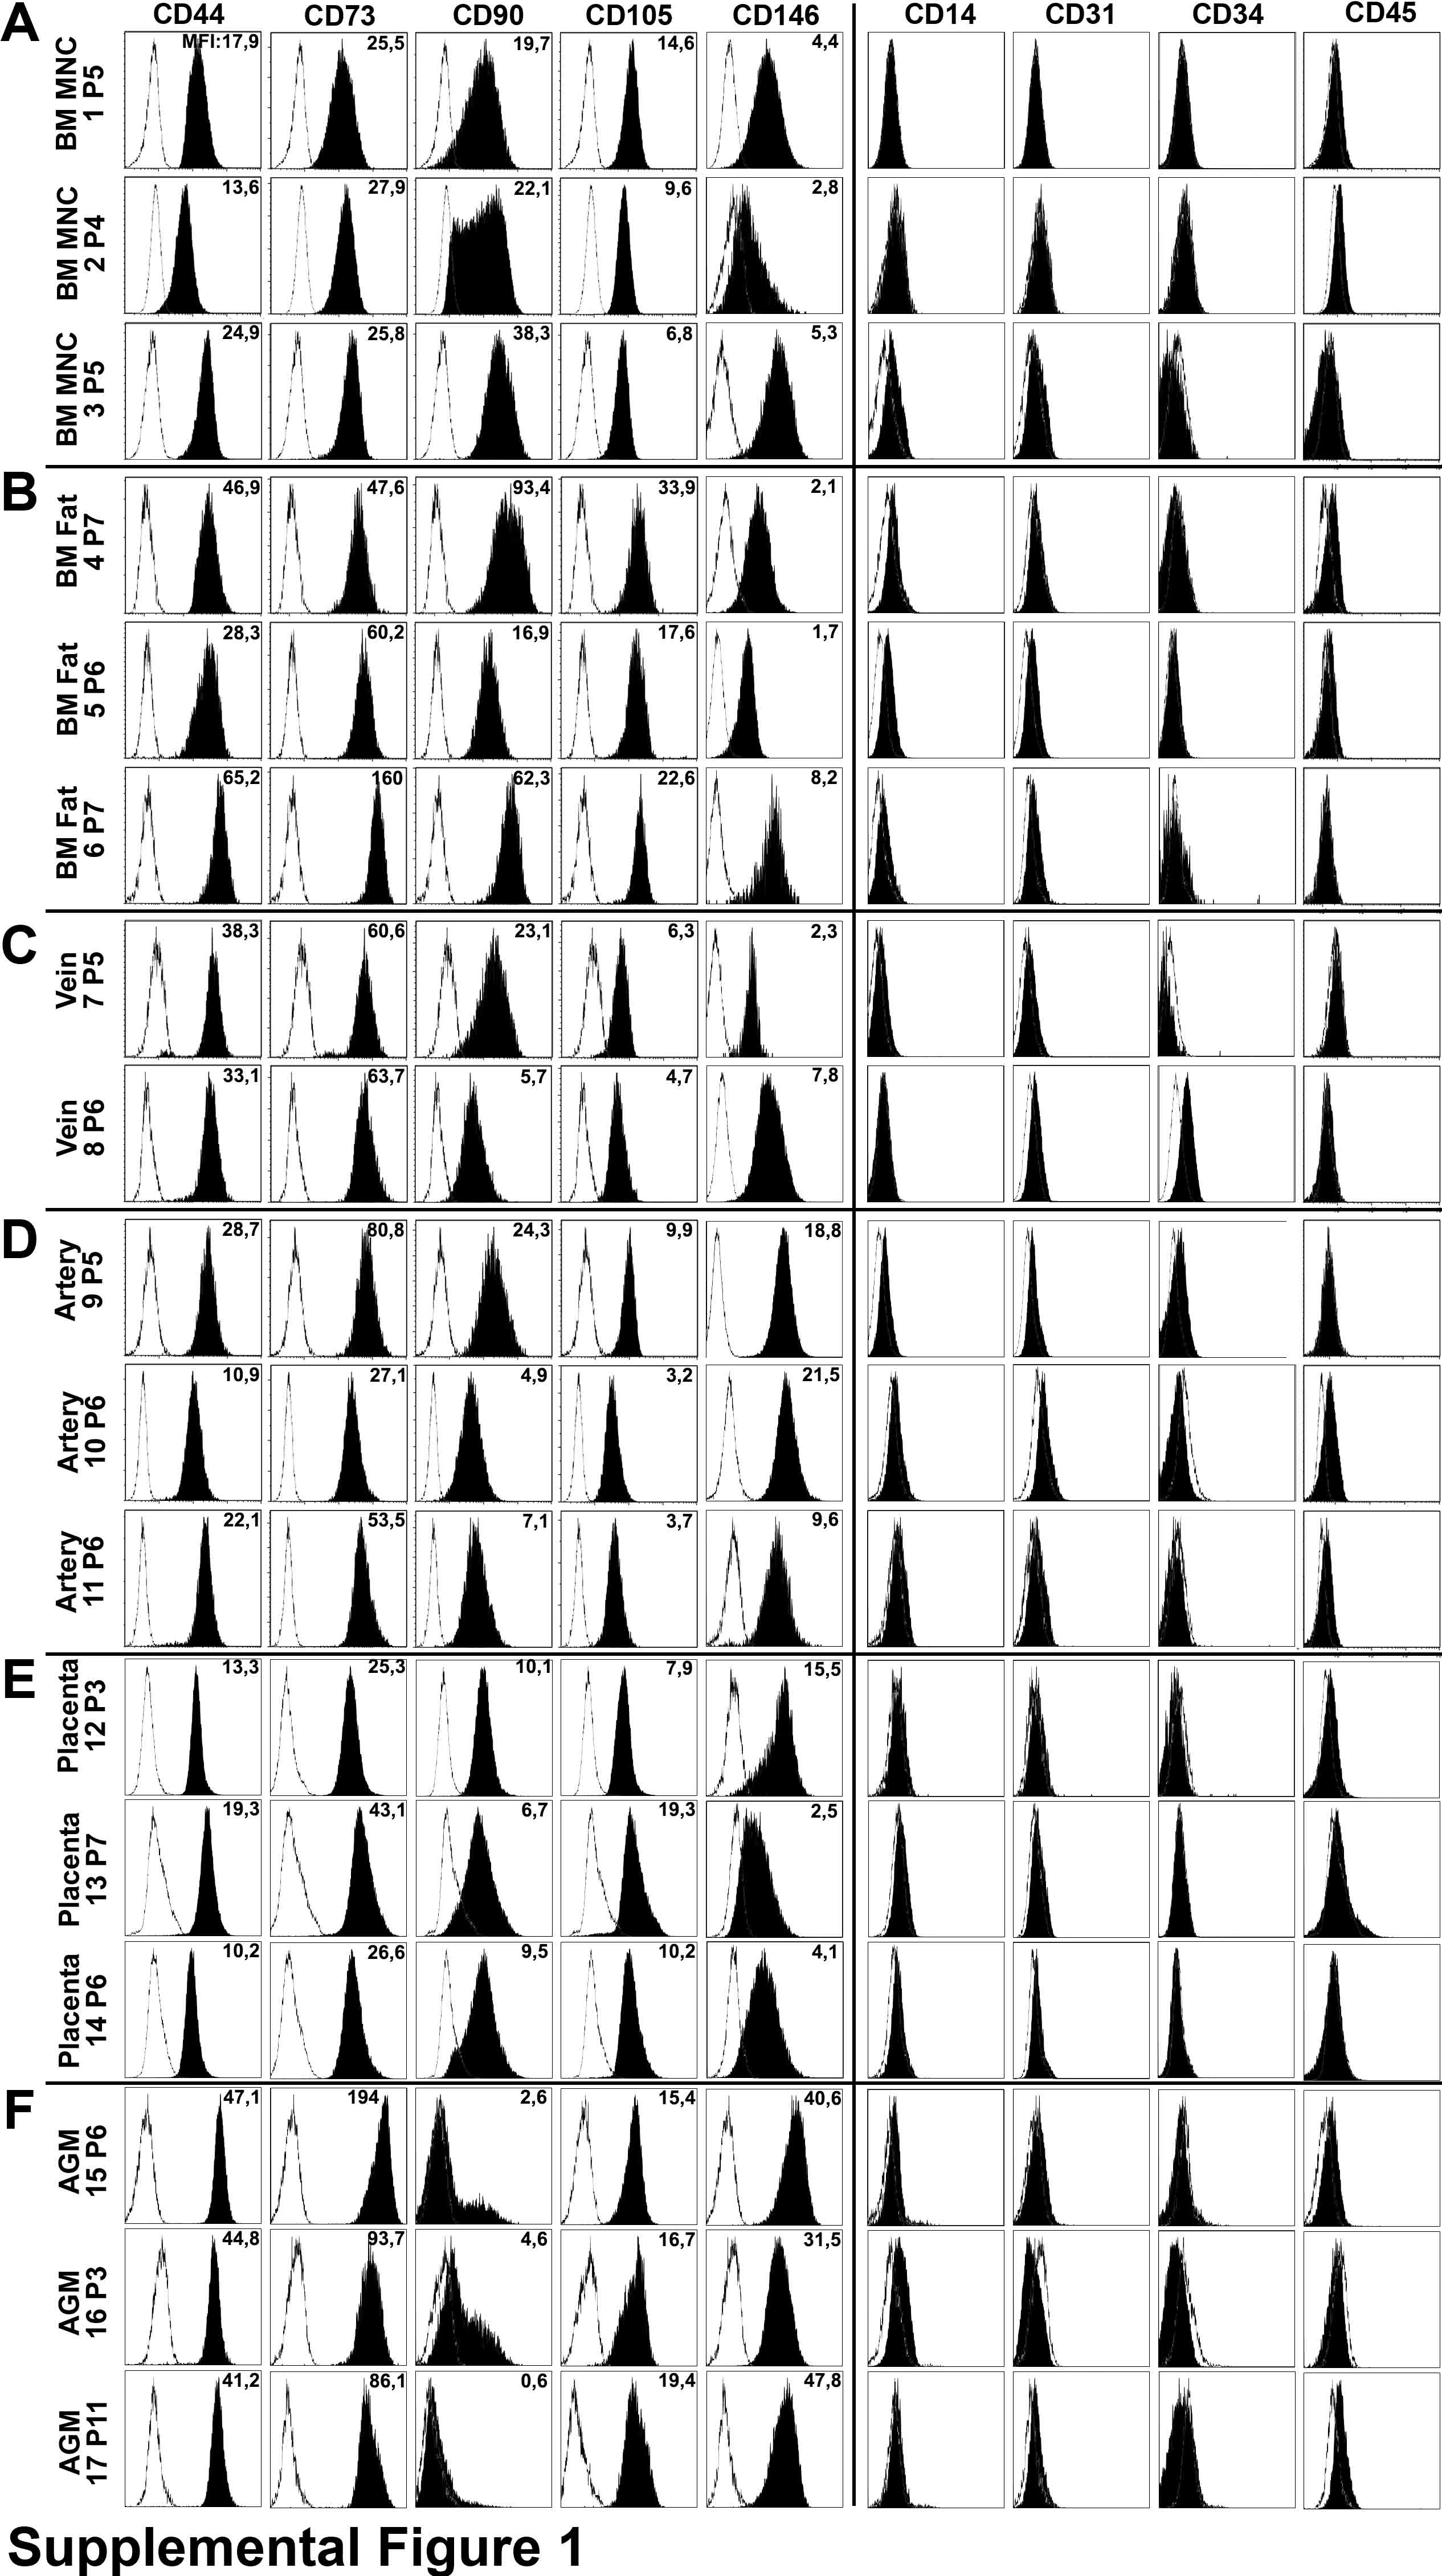 A CD44 CD73 CD90 CD105 CD146 CD14 CD31 CD34 CD45
BM MNC
1 P5
MFI:17,9 25,5 19,7 14,6 4,4
BM MNC
2 P4
13,6 27,9 22,1 9,6 2,8
BM MNC
3 P5
24,9 25,8 38,3 6,8 5,3
B
BM Fat
4 P7
46,9 47,6 93,4 33,9 2,1
BM Fat
5 P6
28,3 60,2 16,9 17,6 1,7
BM Fat
6 P7
65,2 160 62,3 22,6 8,2
C
Vein
7 P5
38,3 60,6 23,1 6,3 2,3
Vein
8 P6
33,1 63,7 5,7 4,7 7,8
D
Artery
9 P5
28,7 80,8 24,3 9,9 18,8
Artery
10 P6
10,9 27,1 4,9 3,2 21,5
Artery
11 P6
22,1 53,5 7,1 3,7 9,6
E
Placenta
12 P3
13,3 25,3 10,1 7,9 15,5
Placenta
13 P7
19,3 43,1 6,7 19,3 2,5
Placenta
14 P6
10,2 26,6 9,5 10,2 4,1
F
AGM
15 P6
47,1 194 2,6 15,4 40,6
AGM
16 P3
44,8 93,7 4,6 16,7 31,5
AGM
17 P11
41,2 86,1 0,6 19,4 47,8
Supplemental Figure 1